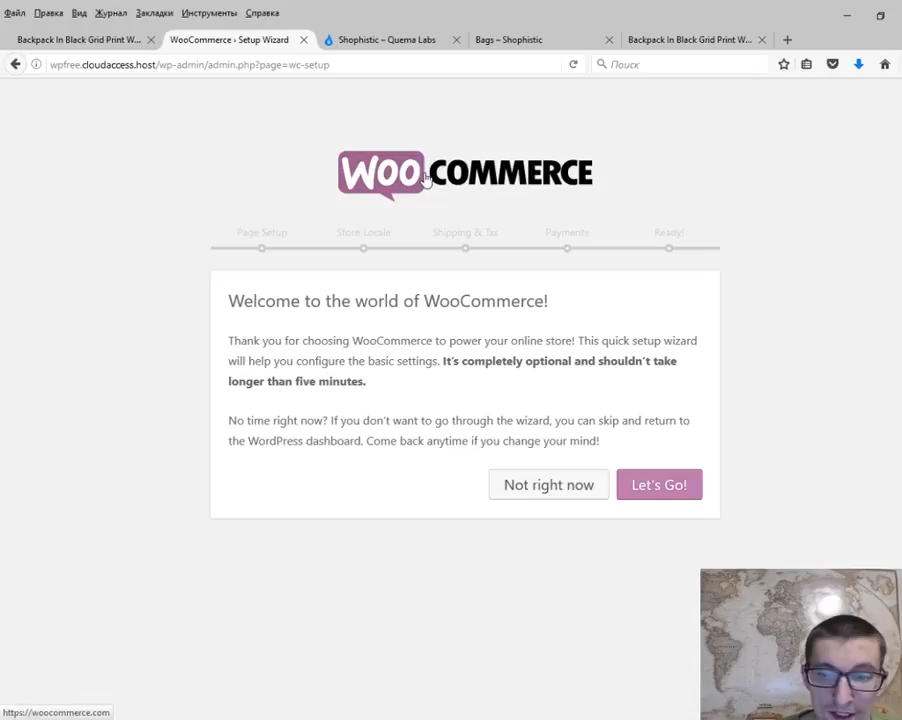 Файл Правка Вид Журнал Закладки Инструменты Справка
Backpack In Black Grid Print W... WooCommerce › Setup Wizard Shophistic – Quema Labs Bags – Shophistic Backpack In Black Grid Print W...
wpfree.cloudaccess.host/wp-admin/admin.php?page=wc-setup Поиск
WOOCOMMERCE
Page Setup Store Locale Shipping & Tax Payments Ready!
Welcome to the world of WooCommerce!
Thank you for choosing WooCommerce to power your online store! This quick setup wizard
will help you configure the basic settings. It's completely optional and shouldn't take
longer than five minutes.
No time right now? If you don't want to go through the wizard, you can skip and return to
the WordPress dashboard. Come back anytime if you change your mind!
Not right now Let's Go!
https://woocommerce.com